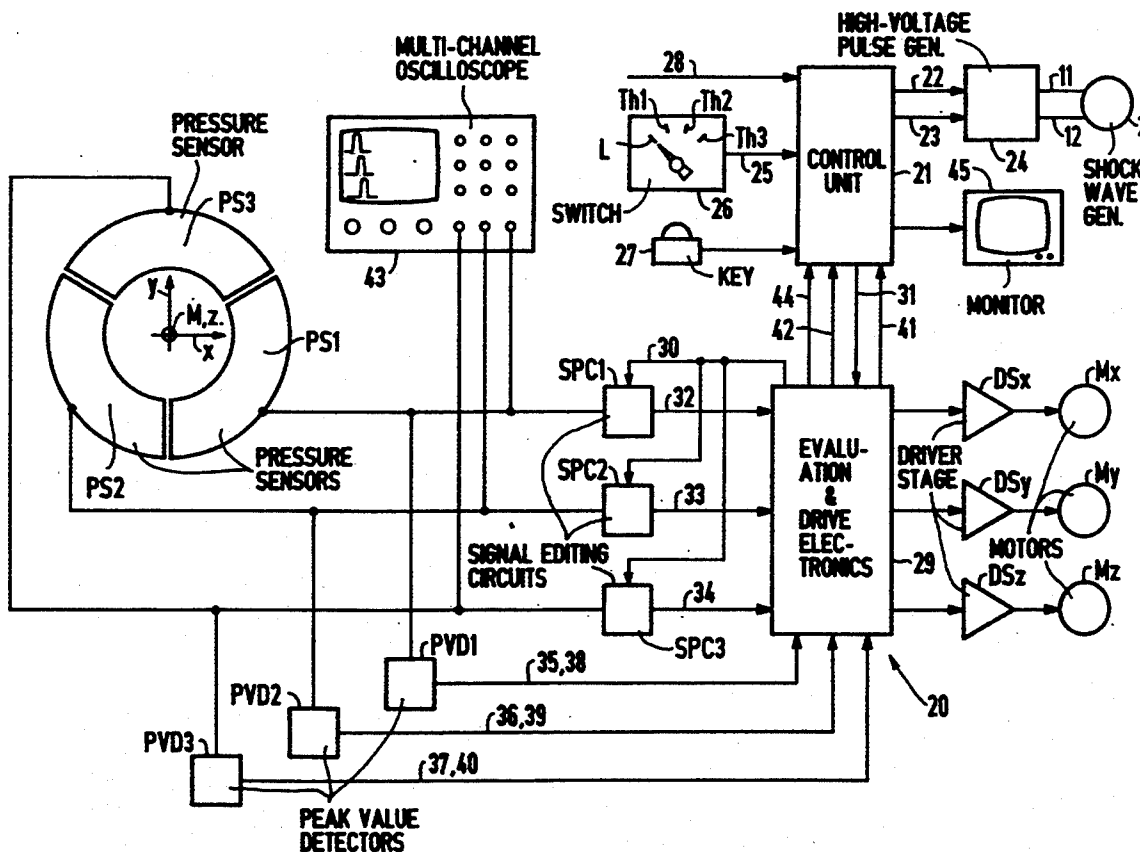 HIGH-VOLTAGE
PULSE GEN.
MULTI-CHANNEL
OSCILLOSCOPE
28
22
11
Th1
Th2
Th3
L
25
23
12
24
PRESSURE
SENSOR
CONTROL
UNIT
21
45
SHOCK
WAVE
GEN.
SWITCH
26
PS3
27
KEY
43
MONITOR
y
M,z.
x
PS1
44
42
31
41
30
SPC1
32
DSx
Mx
PS2
PRESSURE
SENSORS
SPC2
33
EVALU-
ATION
&
DRIVE
ELEC-
TRONICS
DRIVER
STAGE
DSy
My
SIGNAL EDITING
CIRCUITS
29
MOTORS
DSz
Mz
34
SPC3
PVD1
35,38
20
PVD2
36,39
PVD3
37,40
PEAK VALUE
DETECTORS